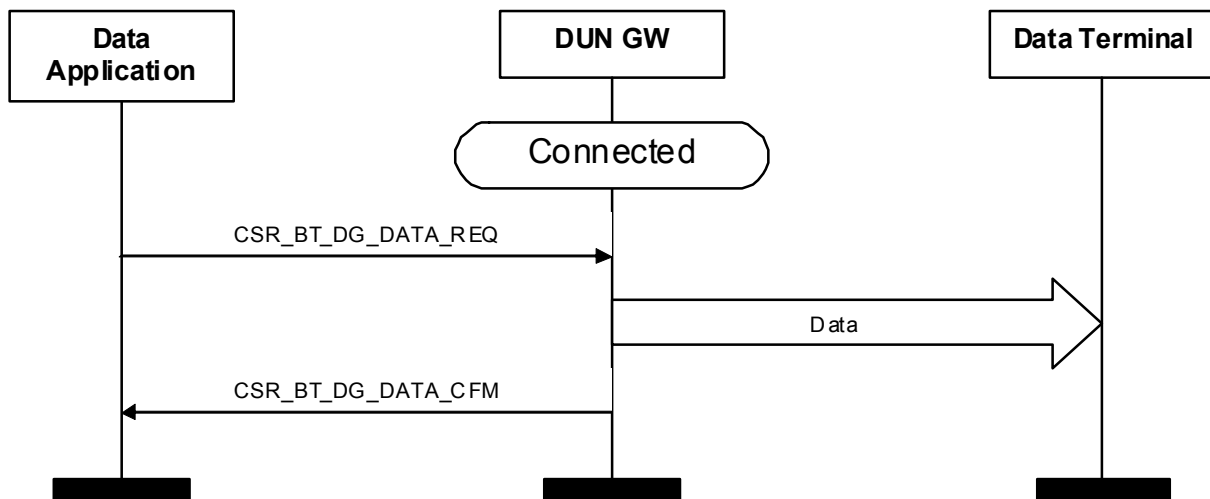 Data
Application
DUN GW
Data Terminal
Connected
CSR_BT_DG_DATA_REQ
Data
CSR_BT_DG_DATA_CFM